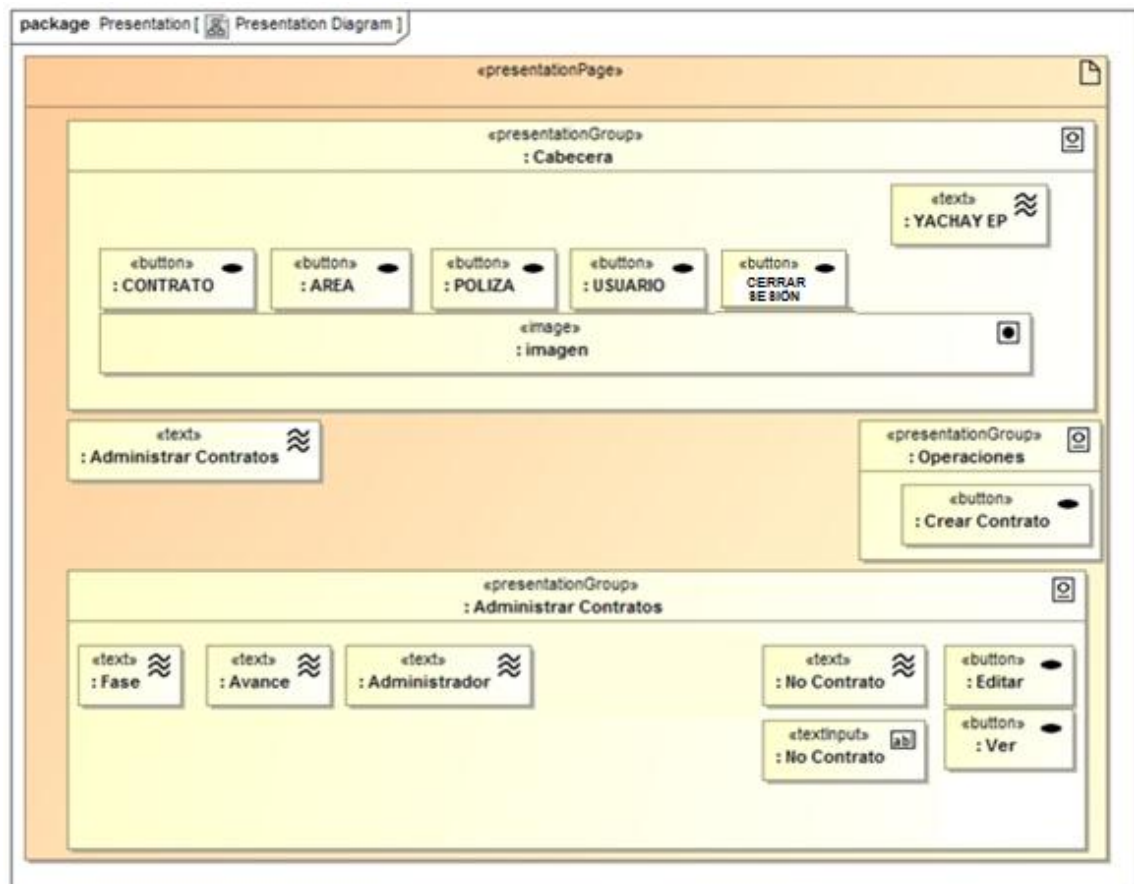 package Presentation [ Presentation Diagram ]
«presentationPage»
«presentationGroup»
: Cabecera
«text»
: YACHAY EP
«button»
: CONTRATO
«button»
: AREA
«button»
: POLIZA
«button»
: USUARIO
«button»
CERRAR
SESIÓN
«image»
: imagen
«text»
: Administrar Contratos
«presentationGroup»
: Operaciones
«button»
: Crear Contrato
«presentationGroup»
: Administrar Contratos
«text»
: Fase
«text»
: Avance
«text»
: Administrador
«text»
: No Contrato
«button»
: Editar
«textInput»
ab
: No Contrato
«button»
: Ver